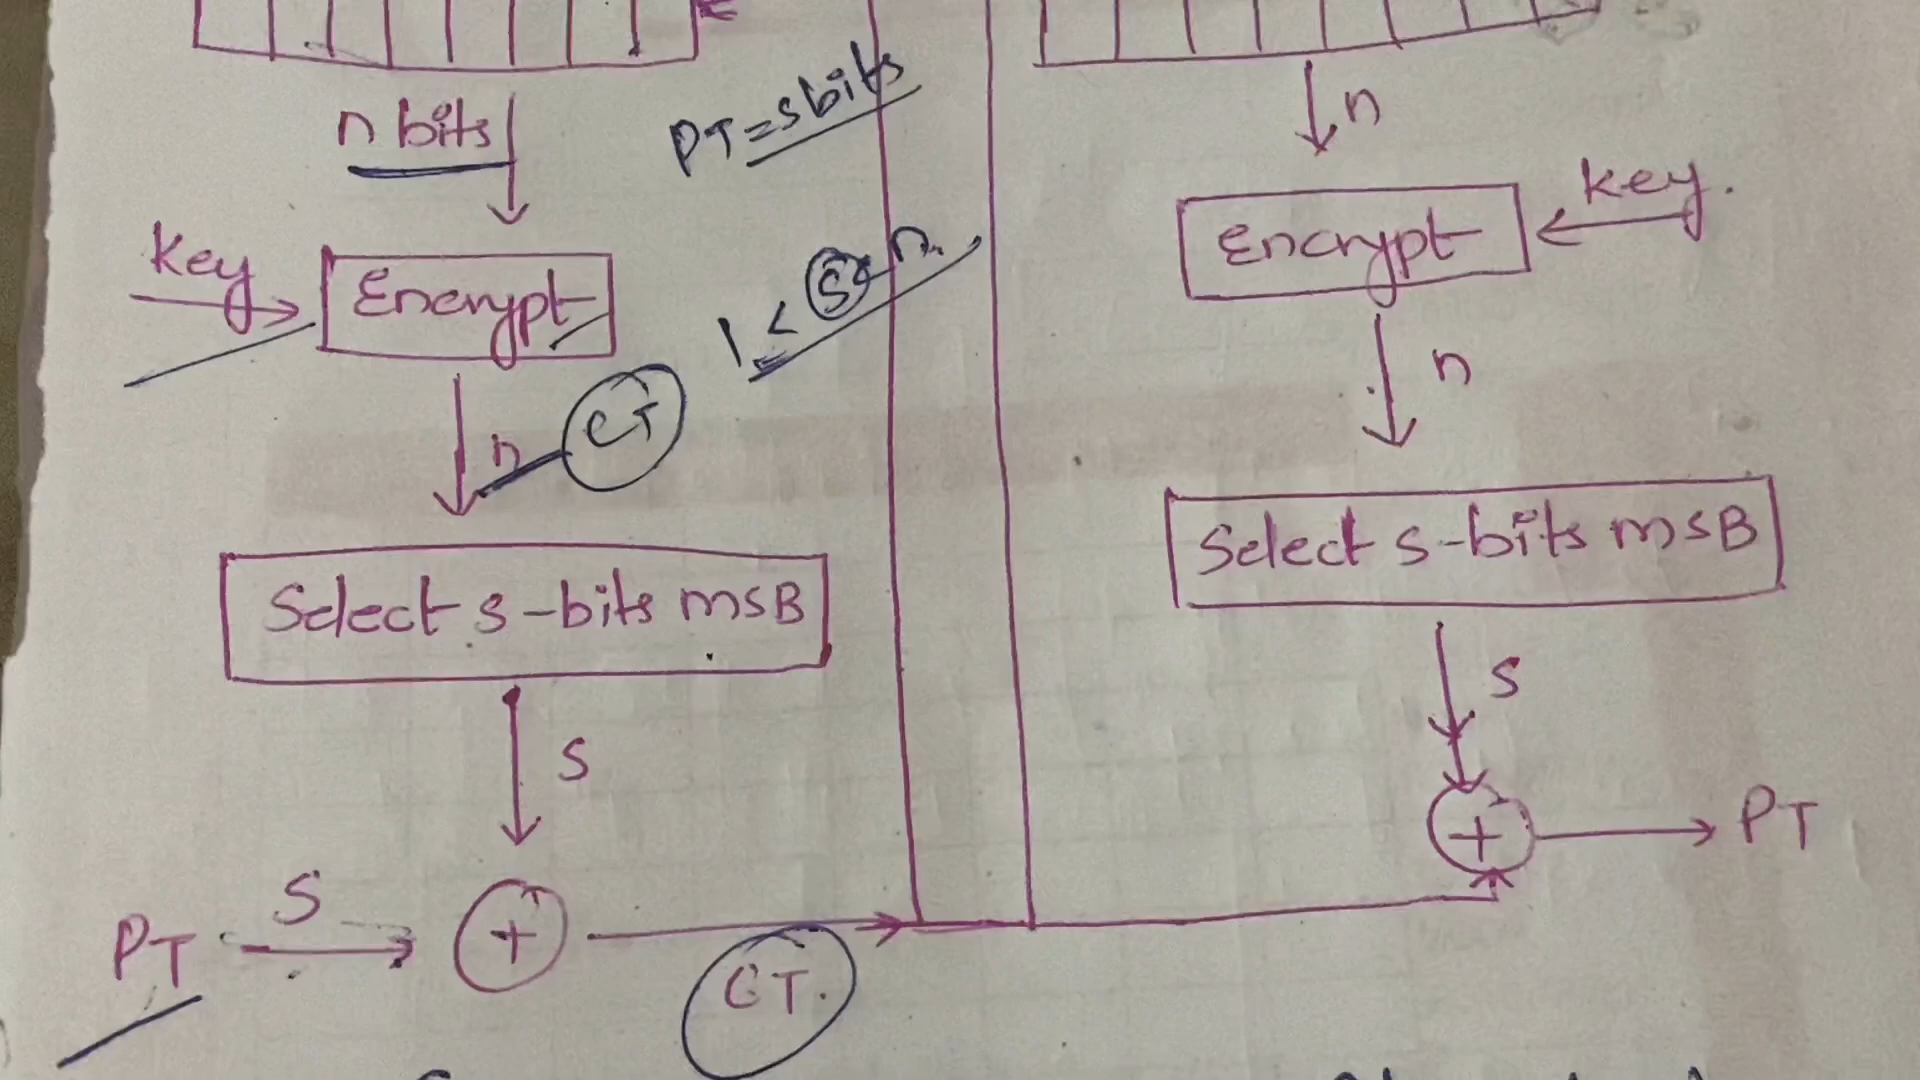 n bits
PT = s bits
n
key
Encrypt
key.
Encrypt
1 < s < n
n
CT
n
Select s-bits MSB
Select s-bits MSB
s
s
PT
S
+
CT.
+
PT